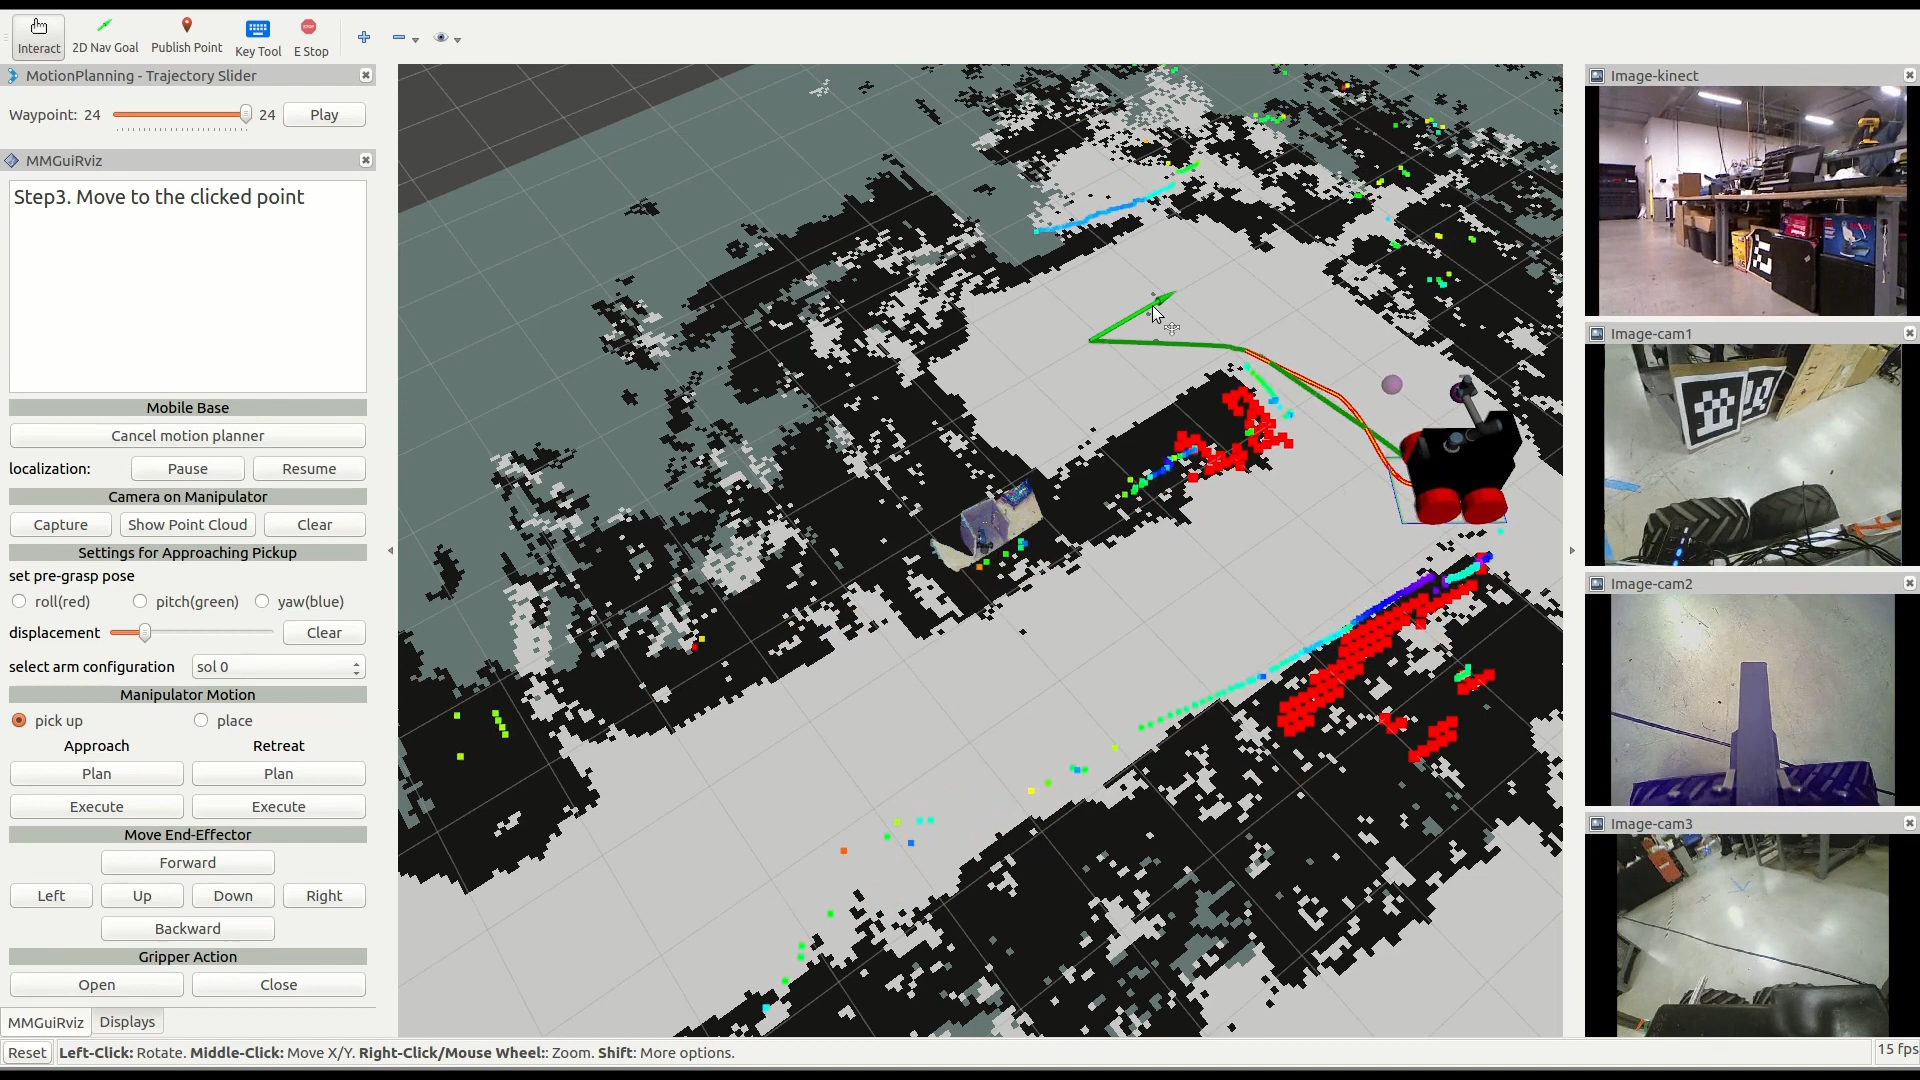 Interact
2D Nav Goal
Publish Point
Key Tool
E Stop
MotionPlanning - Trajectory Slider
Waypoint: 24 24 Play
MMGuiRviz
Step3. Move to the clicked point
Mobile Base
Cancel motion planner
localization: Pause Resume
Camera on Manipulator
Capture Show Point Cloud Clear
Settings for Approaching Pickup
set pre-grasp pose
roll(red) pitch(green) yaw(blue)
displacement Clear
select arm configuration sol 0
Manipulator Motion
pick up place
Approach Retreat
Plan Plan
Execute Execute
Move End-Effector
Forward
Left Up Down Right
Backward
Gripper Action
Open Close
MMGuiRviz Displays
Reset Left-Click: Rotate. Middle-Click: Move X/Y. Right-Click/Mouse Wheel:: Zoom. Shift: More options.
15 fps
Image-kinect
Image-cam1
Image-cam2
Image-cam3